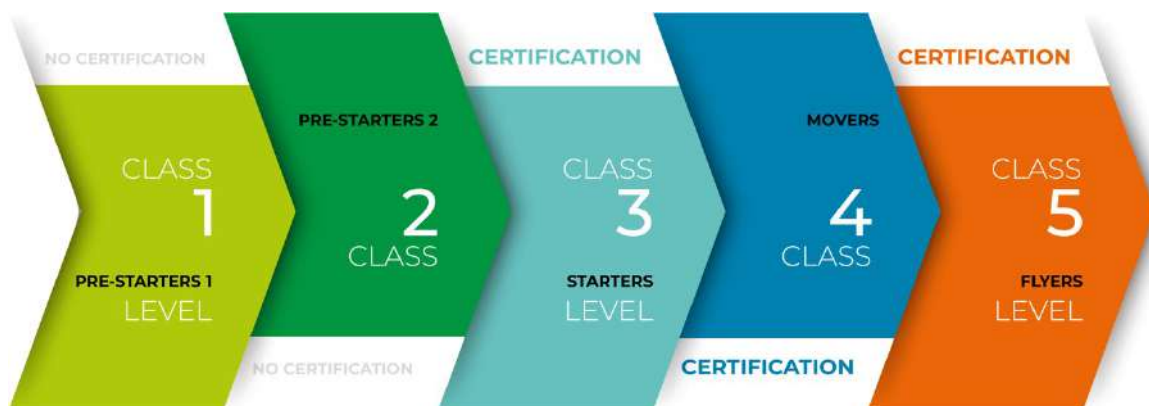 NO CERTIFICATION
CLASS
1
PRE-STARTERS 1
LEVEL
PRE-STARTERS 2
2
CLASS
NO CERTIFICATION
CERTIFICATION
CLASS
3
STARTERS
LEVEL
MOVERS
4
CLASS
CERTIFICATION
CERTIFICATION
CLASS
5
FLYERS
LEVEL